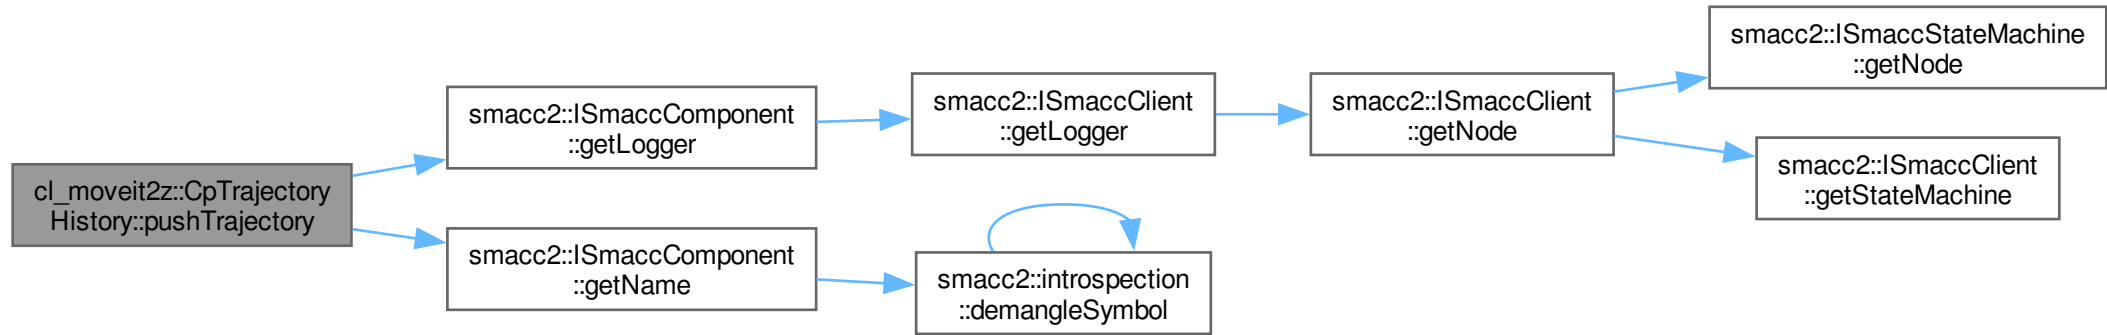 cl_moveit2z::CpTrajectory
History::pushTrajectory
smacc2::ISmaccComponent
::getLogger
smacc2::ISmaccClient
::getLogger
smacc2::ISmaccClient
::getNode
smacc2::ISmaccStateMachine
::getNode
smacc2::ISmaccClient
::getStateMachine
smacc2::ISmaccComponent
::getName
smacc2::introspection
::demangleSymbol